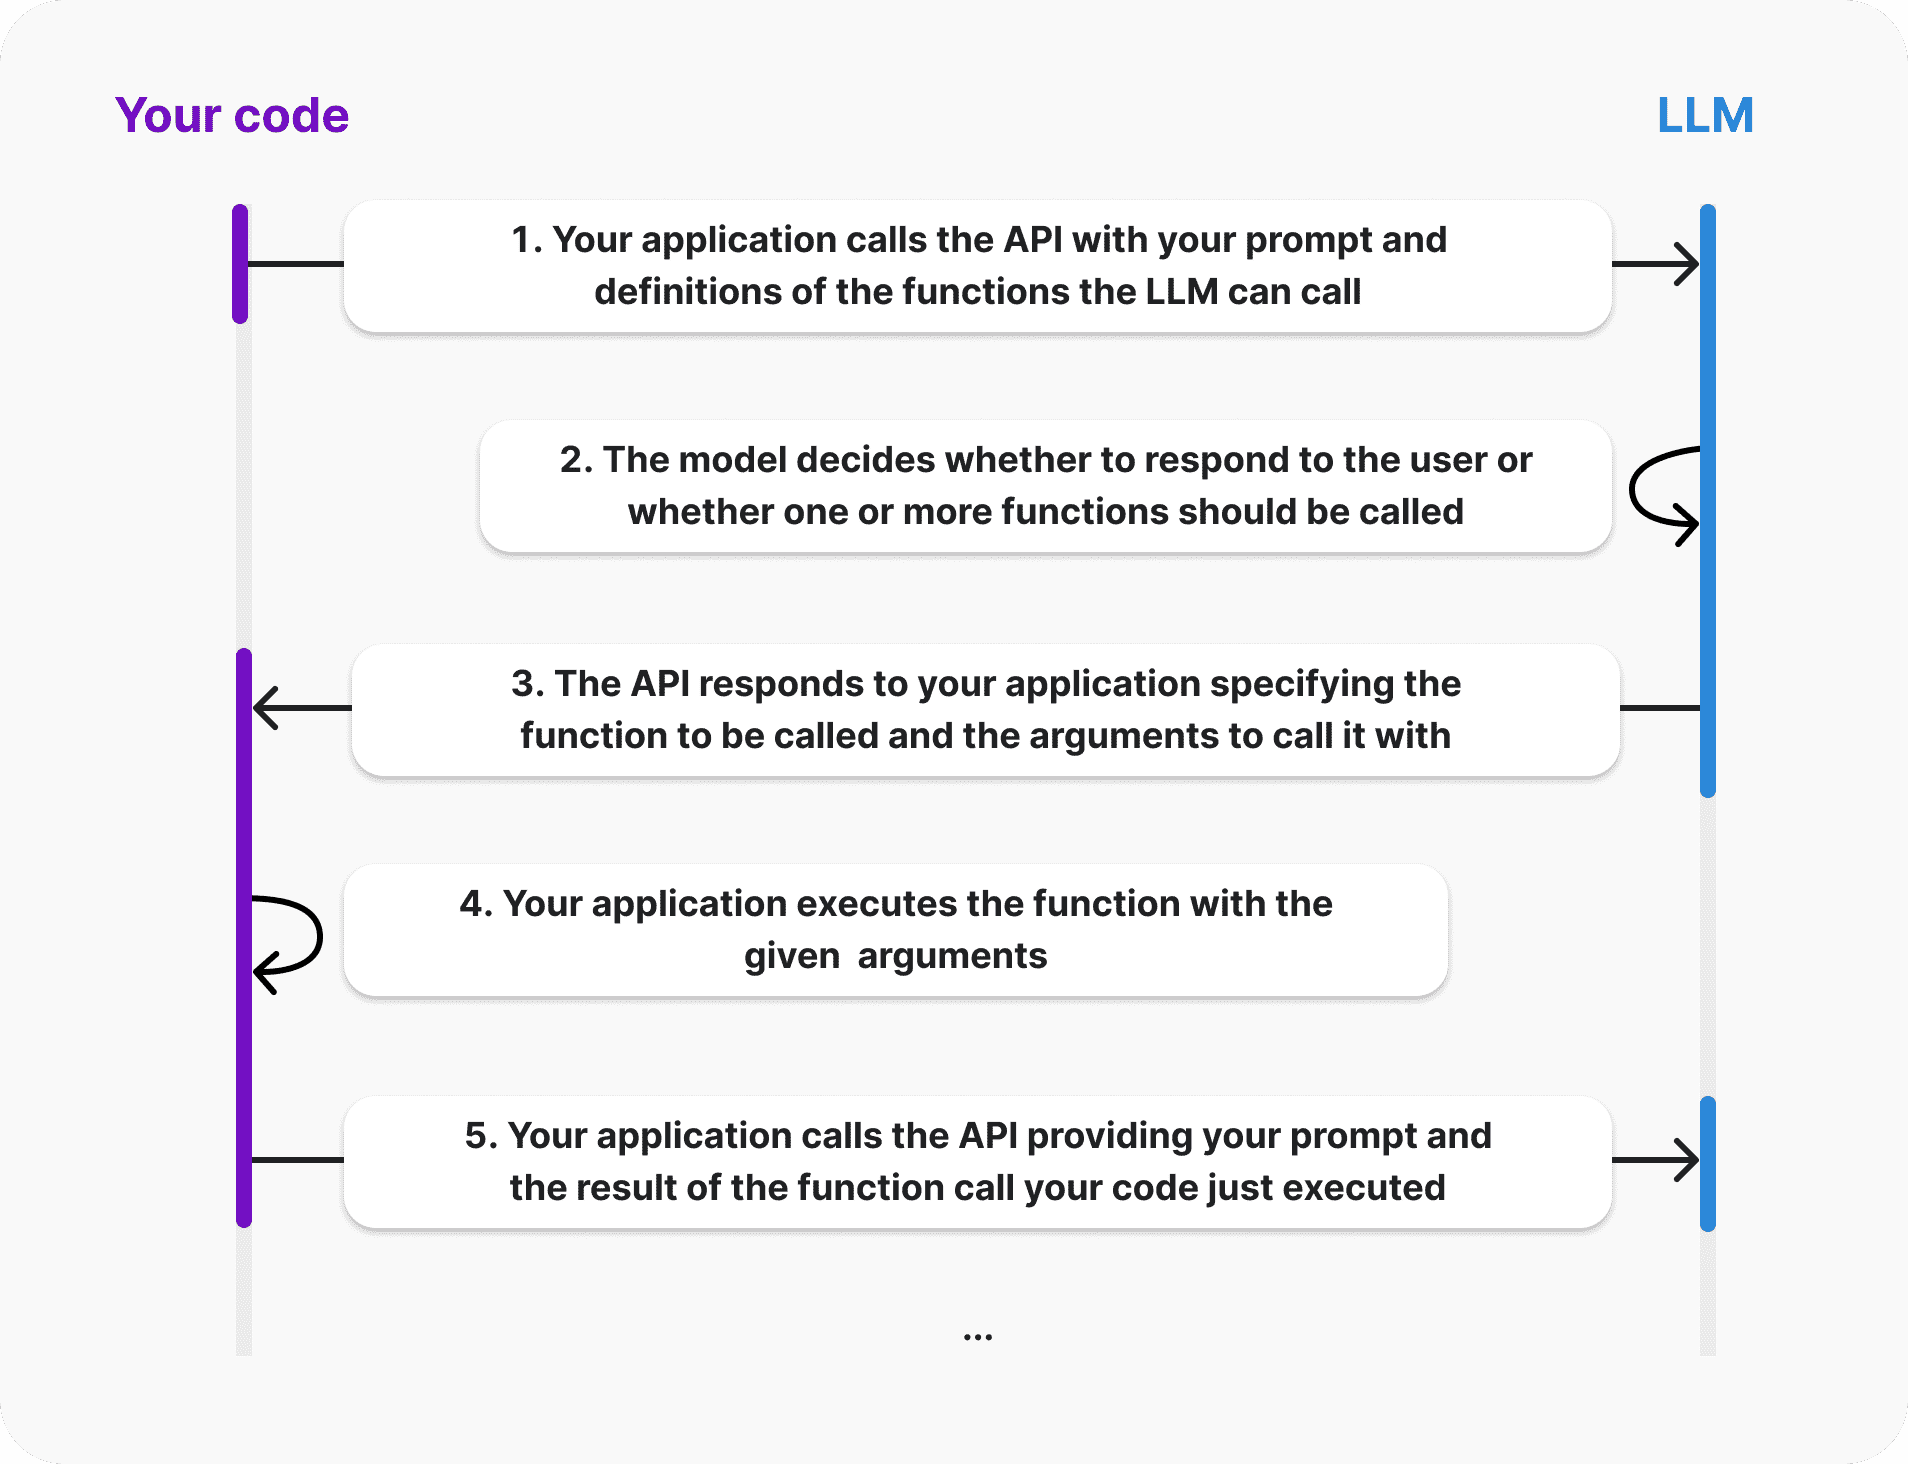 Your code
LLM
1. Your application calls the API with your prompt and
definitions of the functions the LLM can call
2. The model decides whether to respond to the user or
whether one or more functions should be called
3. The API responds to your application specifying the
function to be called and the arguments to call it with
4. Your application executes the function with the
given  arguments
5. Your application calls the API providing your prompt and
the result of the function call your code just executed
...